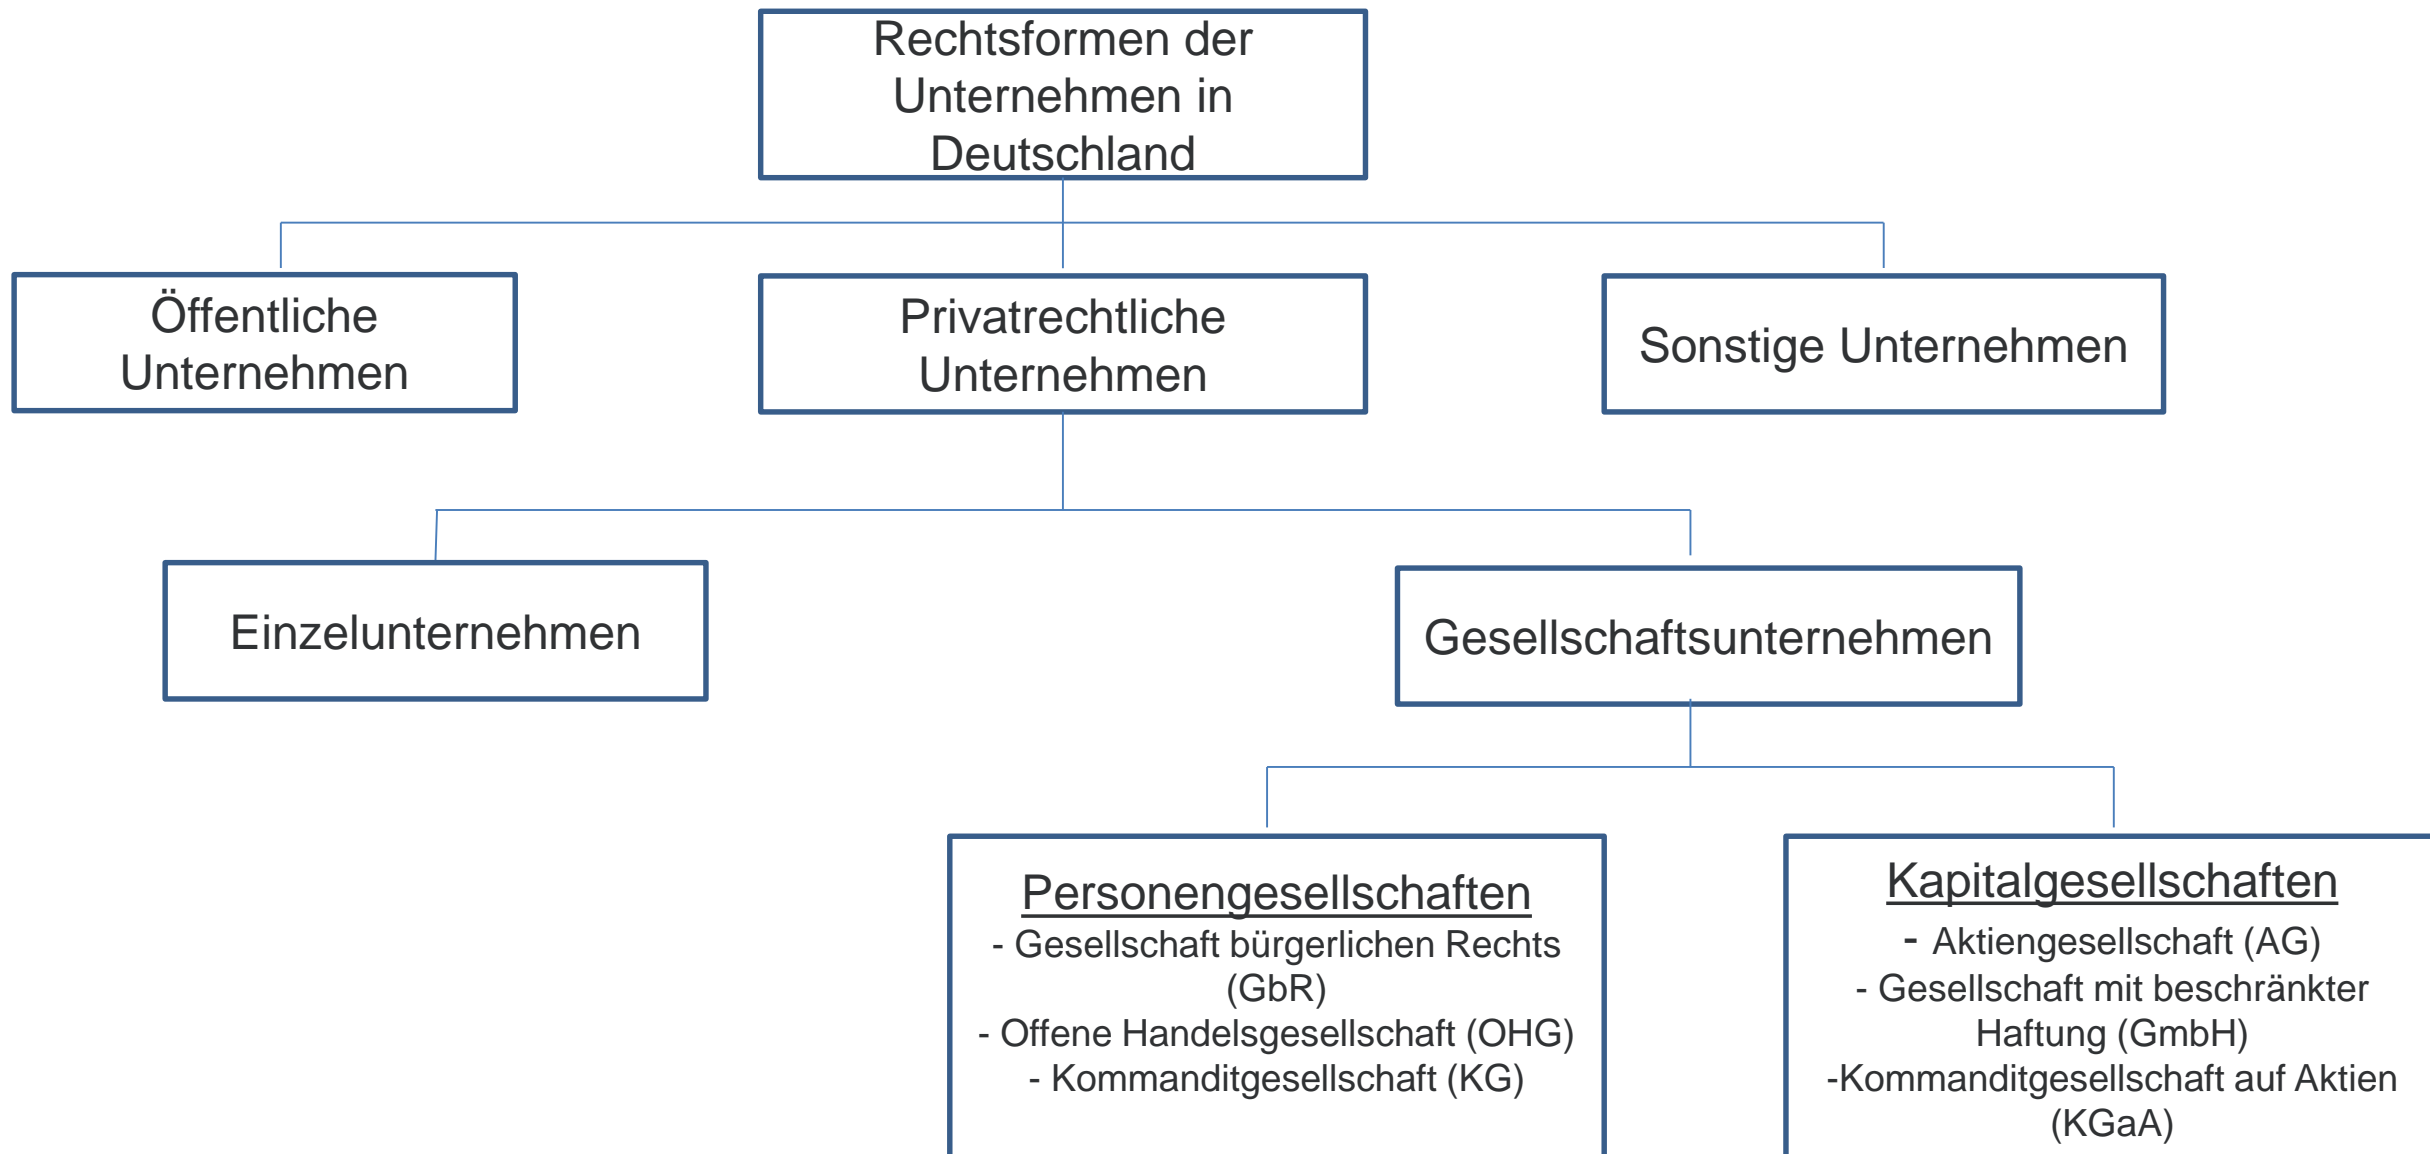 Rechtsformen der
Unternehmen in
Deutschland
Öffentliche
Unternehmen
Privatrechtliche
Unternehmen
Sonstige Unternehmen
Einzelunternehmen
Gesellschaftsunternehmen
Personengesellschaften
- Gesellschaft bürgerlichen Rechts
(GbR)
- Offene Handelsgesellschaft (OHG)
- Kommanditgesellschaft (KG)
Kapitalgesellschaften
- Aktiengesellschaft (AG)
- Gesellschaft mit beschränkter
Haftung (GmbH)
-Kommanditgesellschaft auf Aktien
(KGaA)